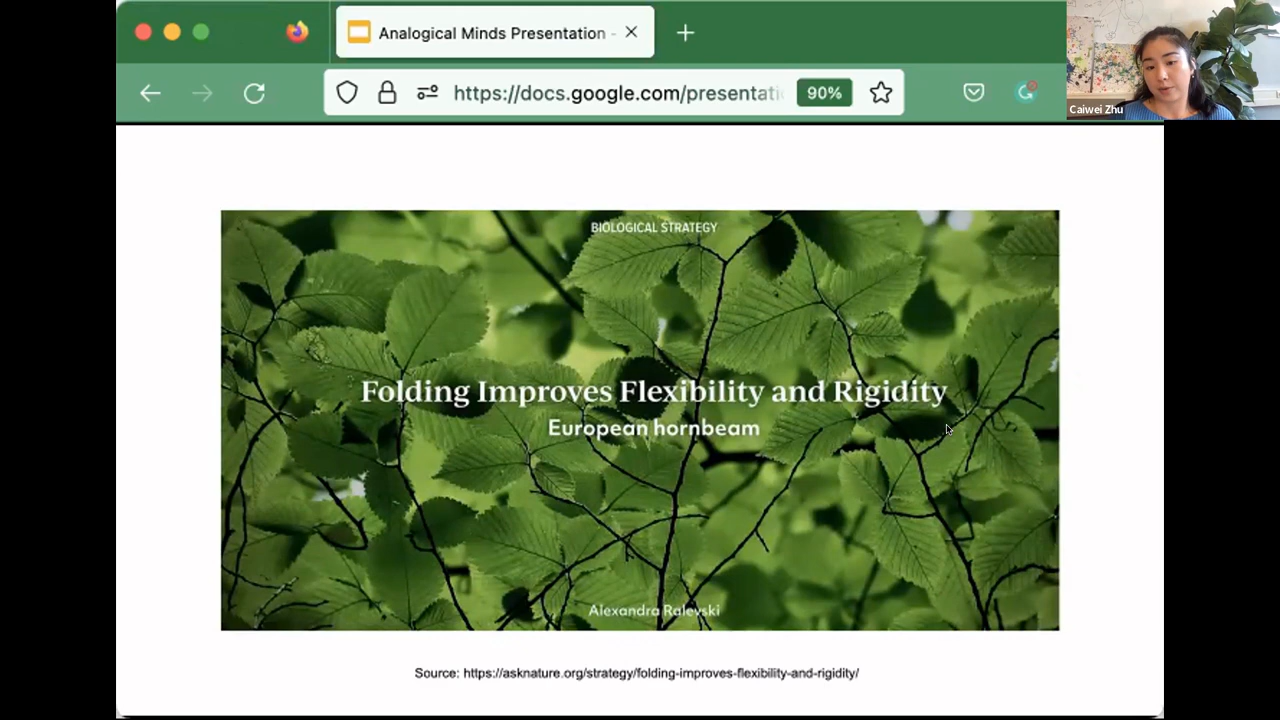 Analogical Minds Presentation -
https://docs.google.com/presentati
90%
Caiwei Zhu
BIOLOGICAL STRATEGY
Folding Improves Flexibility and Rigidity
European hornbeam
Alexandra Ralevski
Source: https://asknature.org/strategy/folding-improves-flexibility-and-rigidity/